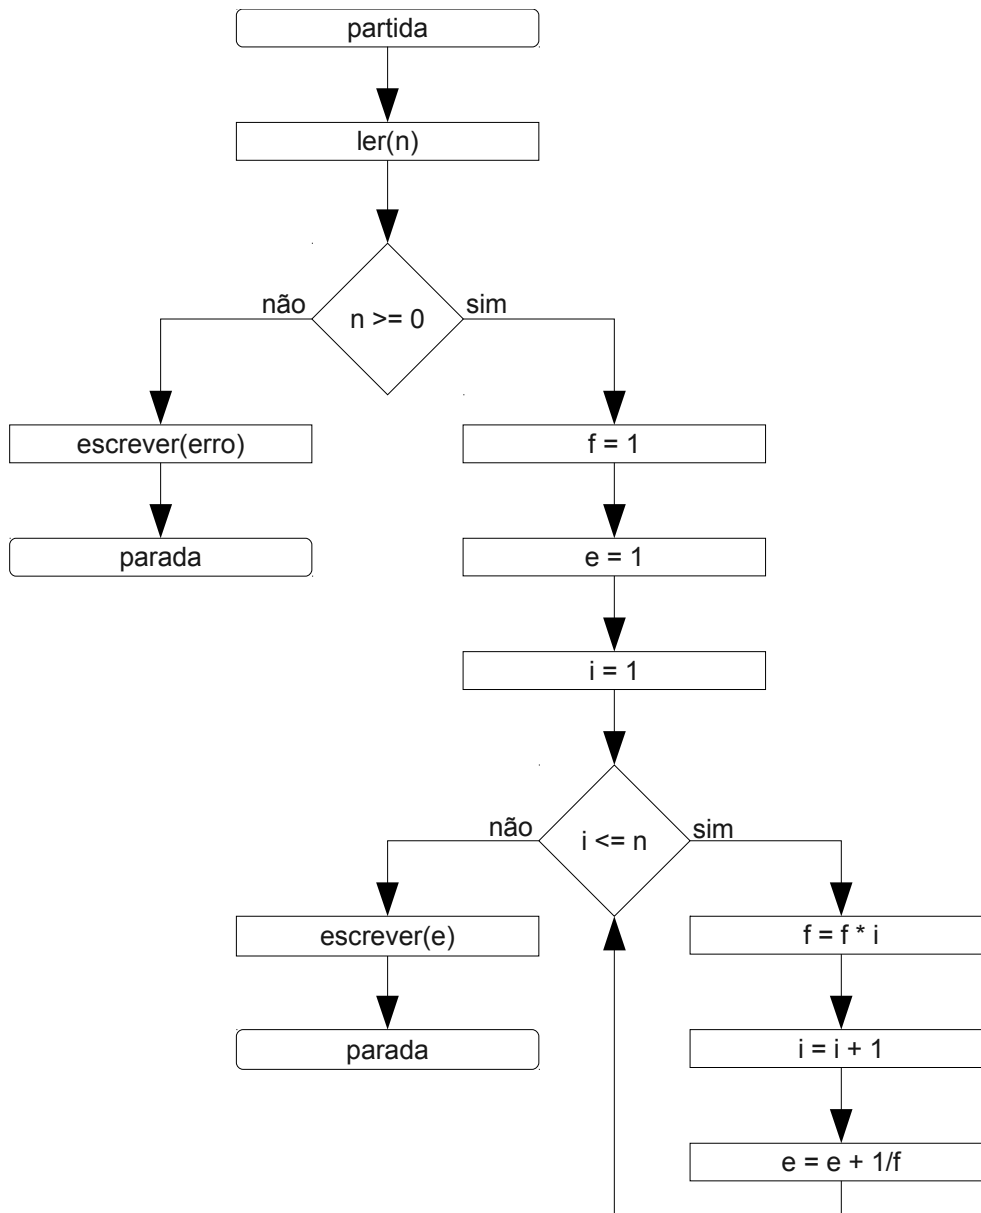 partida
ler(n)
não
n >= 0
sim
escrever(erro)
f = 1
parada
e = 1
i = 1
não
i <= n
sim
escrever(e)
f = f * i
parada
i = i + 1
e = e + 1/f